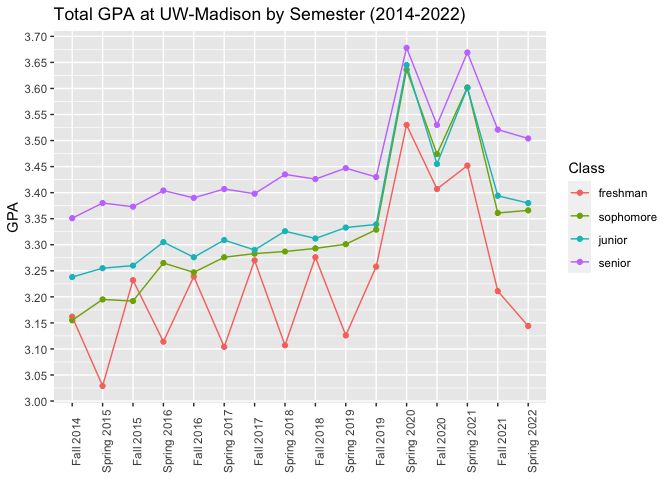 Total GPA at UW-Madison by Semester (2014-2022)
3.70
3.65
3.60
3.55
3.50
3.45
3.40
3.35
3.30
3.25
3.20
3.15
3.10
3.05
3.00
GPA
Fall 2014
Spring 2015
Fall 2015
Spring 2016
Fall 2016
Spring 2017
Fall 2017
Spring 2018
Fall 2018
Spring 2019
Fall 2019
Spring 2020
Fall 2020
Spring 2021
Fall 2021
Spring 2022
Class
freshman
sophomore
junior
senior